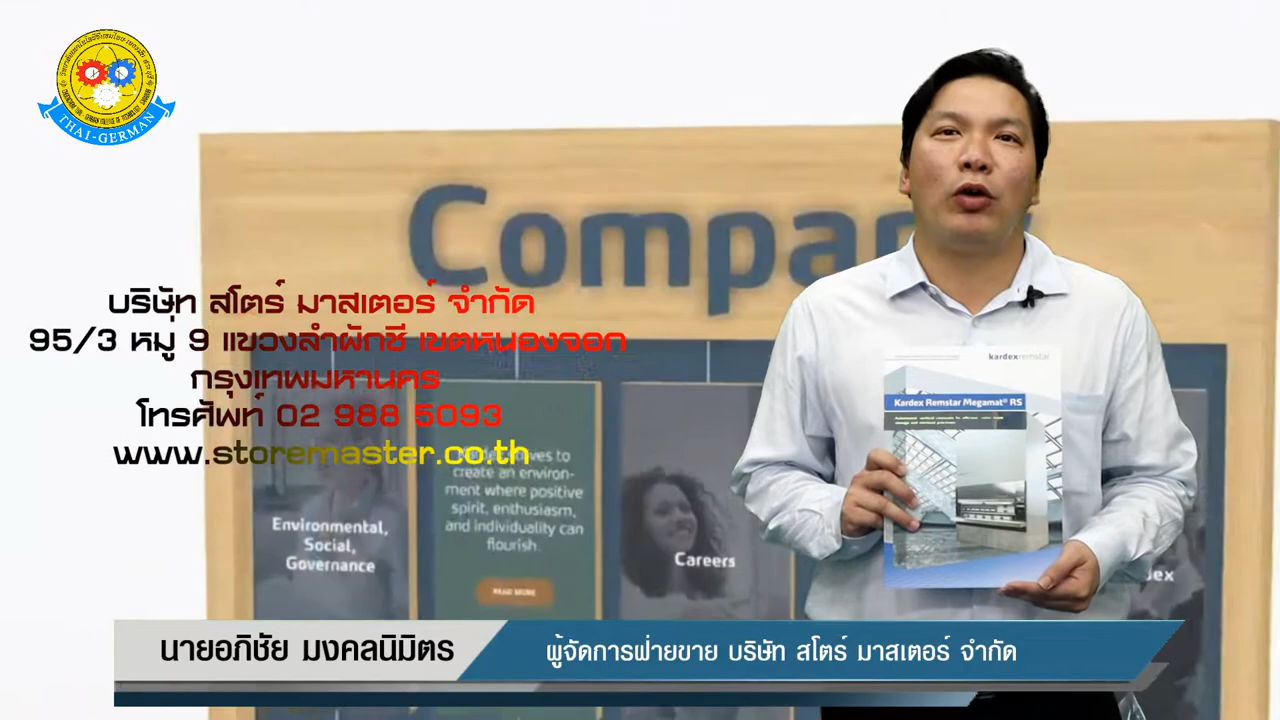 THAI-GERMAN
Company
บริษัท สโตร์ มาสเตอร์ จำกัด
95/3 หมู่ 9 แขวงลำผักชี เขตหนองจอก
กรุงเทพมหานคร
โทรศัพท์ 02 988 5093
www.storemaster.co.th
create an environ-
ment where positive
spirit, enthusiasm,
and individuality can
flourish.
READ MORE
Environmental,
Social,
Governance
Careers
kardexremstar
Kardex Remstar Megamat® RS
นายอภิชัย มงคลนิมิตร
ผู้จัดการฝ่ายขาย บริษัท สโตร์ มาสเตอร์ จำกัด